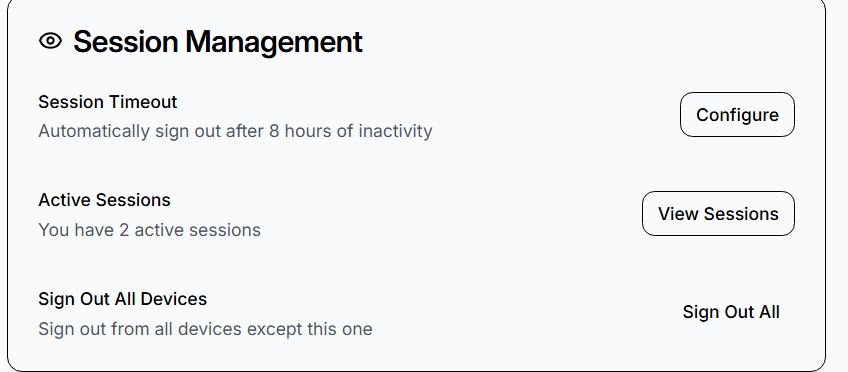 Session Management
Session Timeout
Automatically sign out after 8 hours of inactivity
Configure
Active Sessions
You have 2 active sessions
View Sessions
Sign Out All Devices
Sign out from all devices except this one
Sign Out All